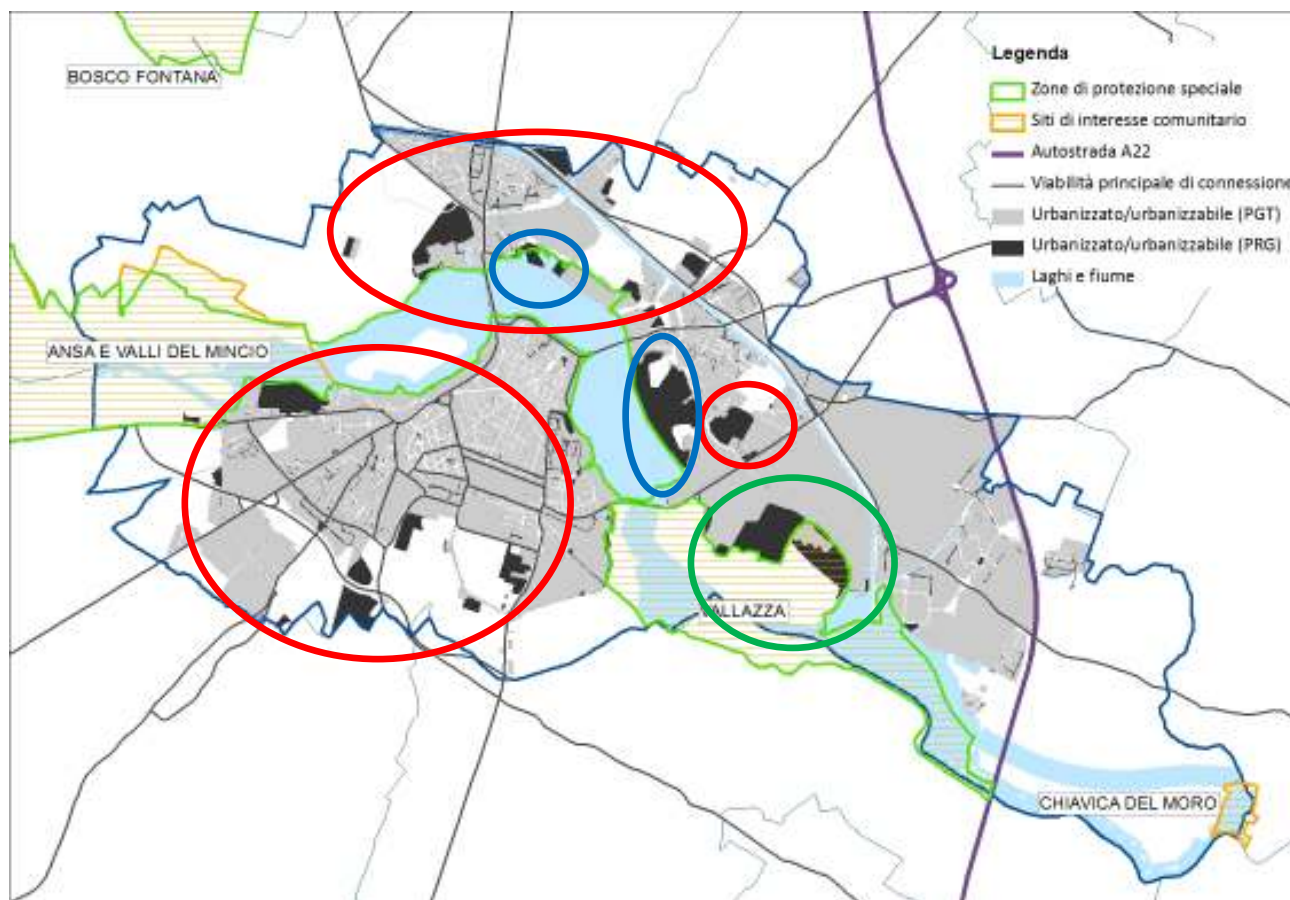 BOSCO FONTANA
Legenda
Zone di protezione speciale
Siti di interesse comunitario
Autostrada A22
Viabilità principale di connessione
Urbanizzato/urbanizzabile (PGT)
Urbanizzato/urbanizzabile (PRG)
Laghi e fiume
ANSA E VALLI DEL MINCIO
VALLAZZA
CHIAVICA DEL MORO